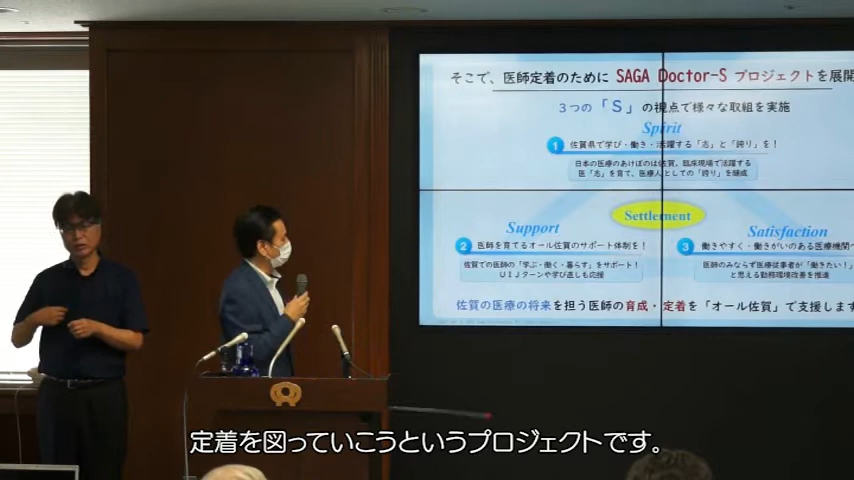 そこで、医師定着のために SAGA Doctor-S プロジェクトを展開
3つの「S」の視点で様々な取組を実施
Spirit
1 佐賀県で学び・働き・活躍する「志」と「誇り」を！
日本の医療のあけぼのは佐賀、臨床現場で活躍する
医「志」を育て、医療人としての「誇り」を醸成
Settlement
Support
2 医師を育てるオール佐賀のサポート体制を！
佐賀での医師の「学ぶ・働く・暮らす」をサポート！
UIJターンや学び直しも応援
Satisfaction
3 働きやすく・働きがいのある医療機関へ
医師のみならず医療従事者が「働きたい！」
と思える勤務環境改善を推進
佐賀の医療の将来を担う医師の育成・定着を「オール佐賀」で支援します
定着を図っていこうというプロジェクトです。